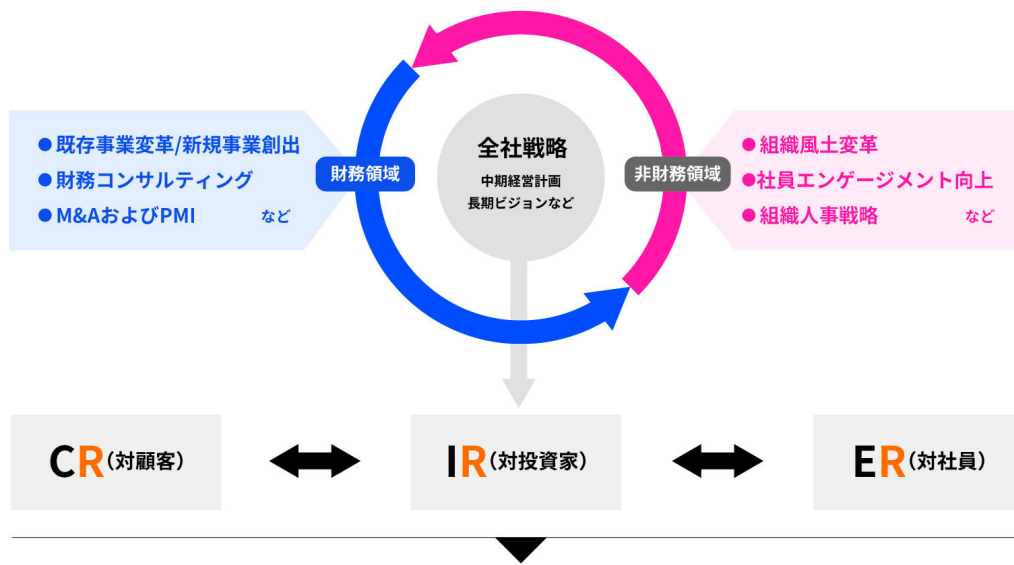 全社戦略
中期経営計画
長期ビジョンなど
財務領域
●既存事業変革/新規事業創出
●財務コンサルティング
●M&AおよびPMI など
非財務領域
●組織風土変革
●社員エンゲージメント向上
●組織人事戦略 など
CR(対顧客)
IR(対投資家)
ER(対社員)